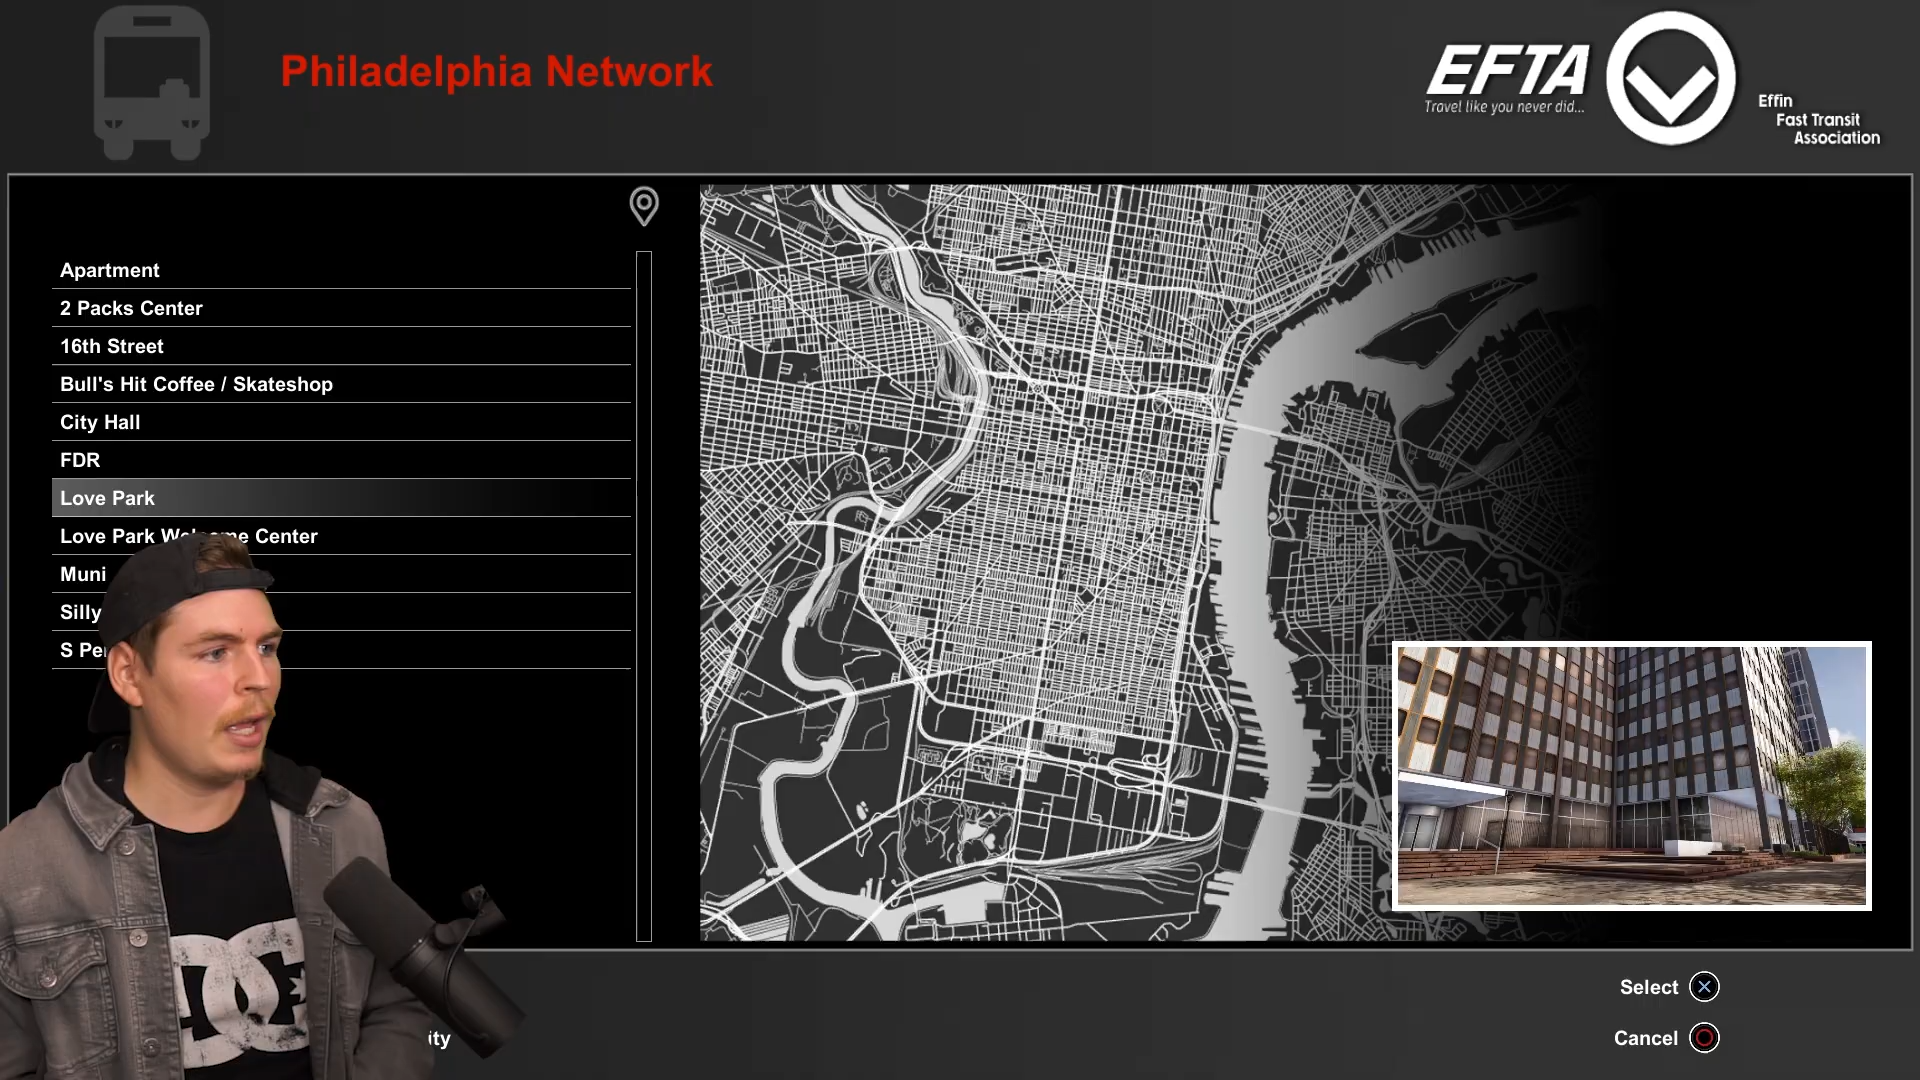 Philadelphia Network
EFTA
Travel like you never did...
Effin
Fast Transit
Association
Apartment
2 Packs Center
16th Street
Bull's Hit Coffee / Skateshop
City Hall
FDR
Love Park
Love Park Center
Muni
Silly
S
Select
Cancel